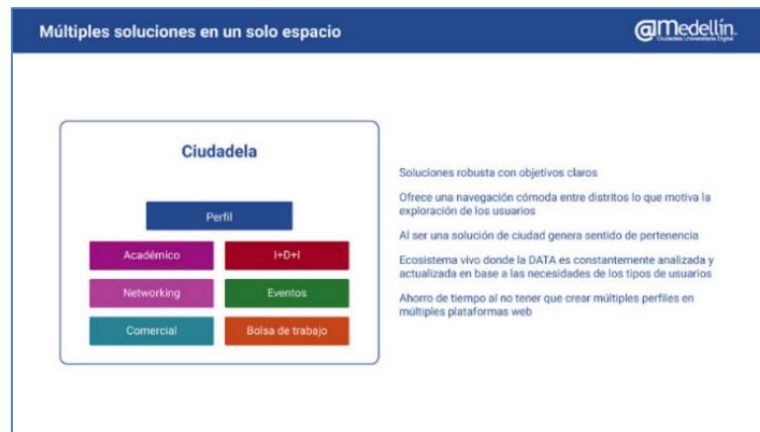 Múltiples soluciones en un solo espacio
@Medellín.
Ciudadela Universitaria Digital
Ciudadela
Perfil
Académico
I+D+I
Networking
Eventos
Comercial
Bolsa de trabajo
Soluciones robusta con objetivos claros
Ofrece una navegación cómoda entre distritos lo que motiva la
exploración de los usuarios
Al ser una solución de ciudad genera sentido de pertenencia
Ecosistema vivo donde la DATA es constantemente analizada y
actualizada en base a las necesidades de los tipos de usuarios
Ahorro de tiempo al no tener que crear múltiples perfiles en
múltiples plataformas web